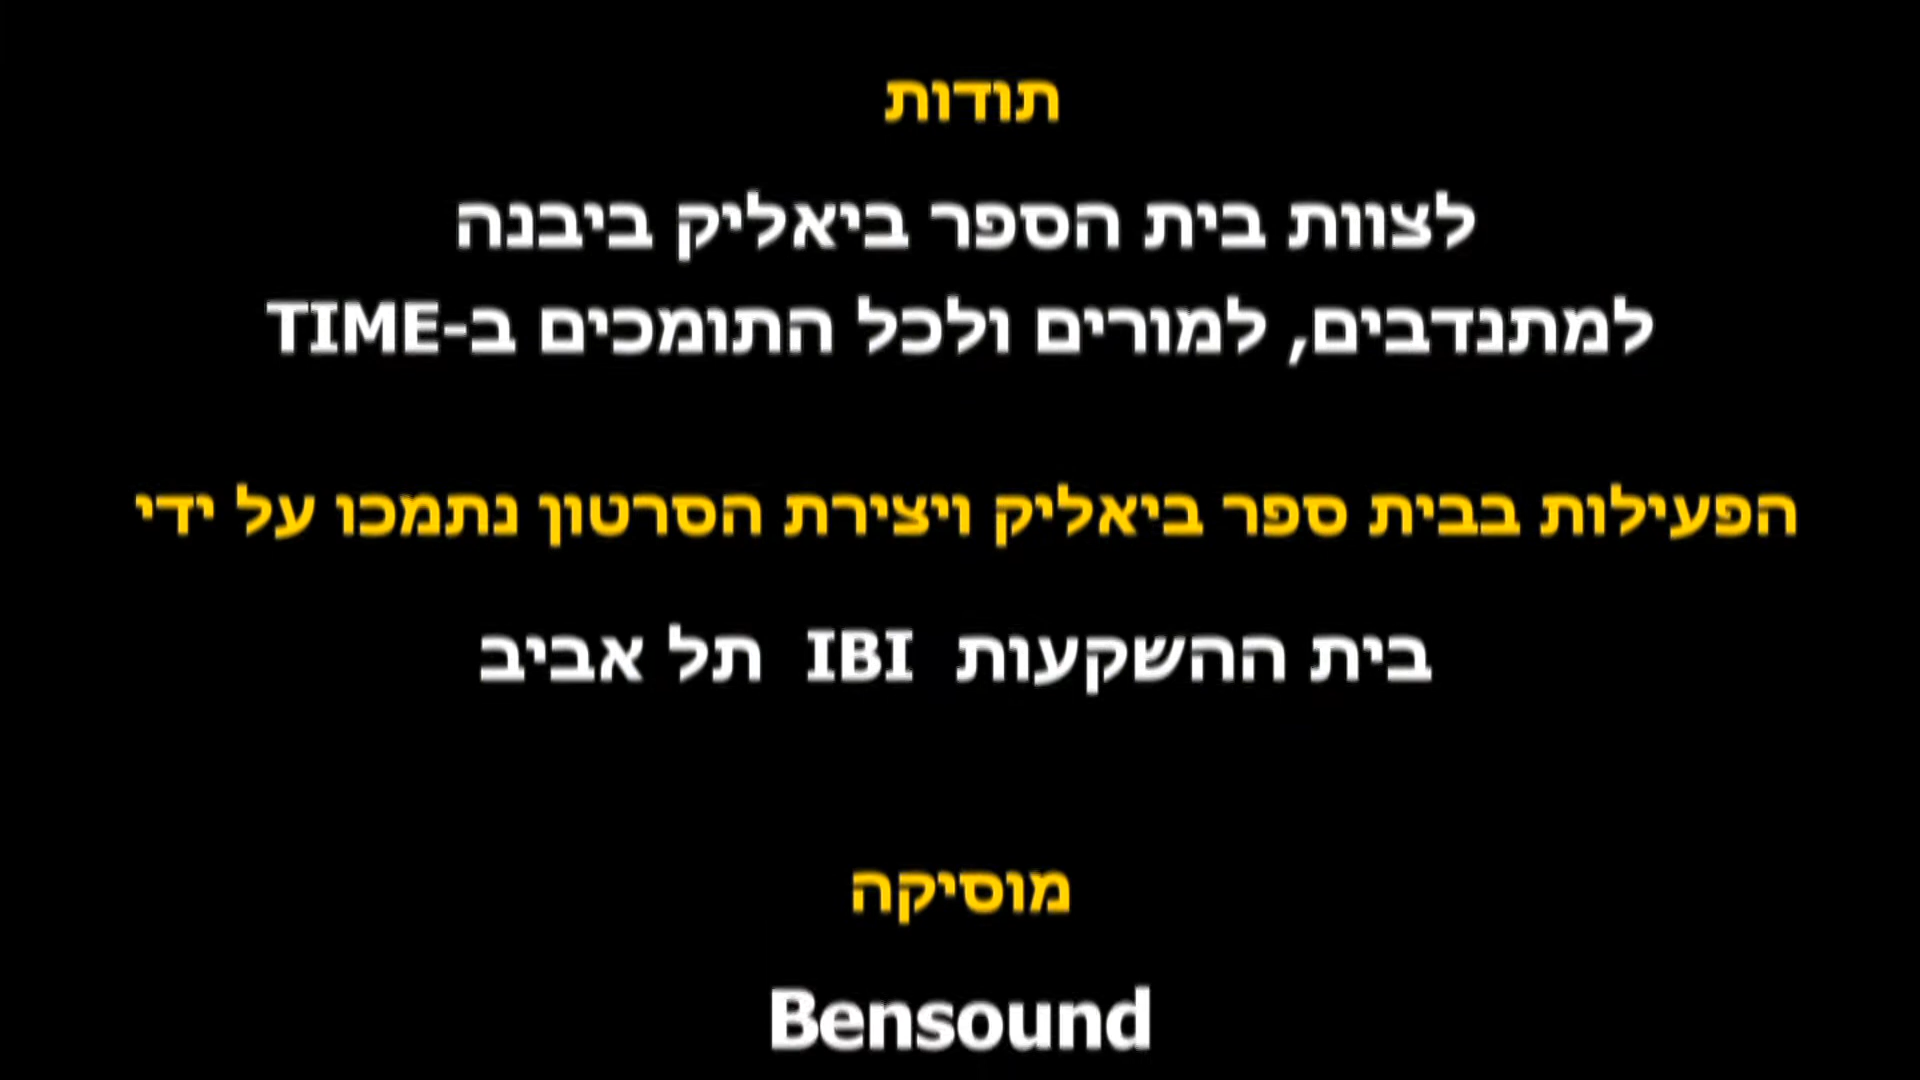 תודות
לצוות בית הספר ביאליק ביבנה
למתנדבים, למורים ולכל התומכים ב-TIME
הפעילות בבית ספר ביאליק ויצירת הסרטון נתמכו על ידי
בית ההשקעות IBI תל אביב
מוסיקה
Bensound